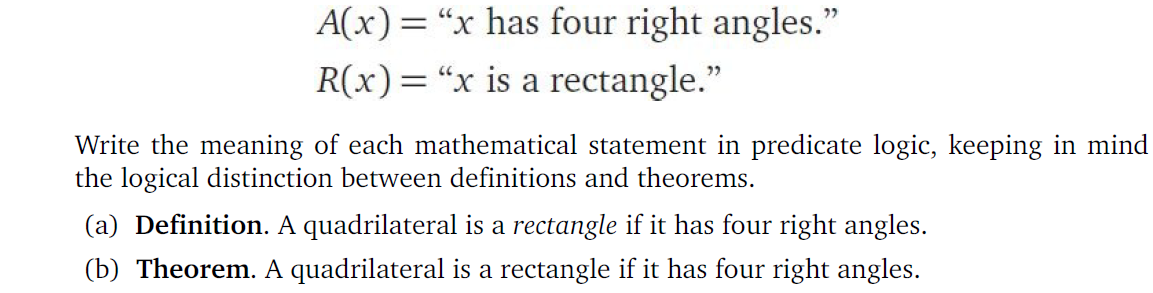 A(x) = “x has four right angles.”
R(x) = “x is a rectangle.”
Write the meaning of each mathematical statement in predicate logic, keeping in mind
the logical distinction between definitions and theorems.
(a) Definition. A quadrilateral is a rectangle if it has four right angles.
(b) Theorem. A quadrilateral is a rectangle if it has four right angles.